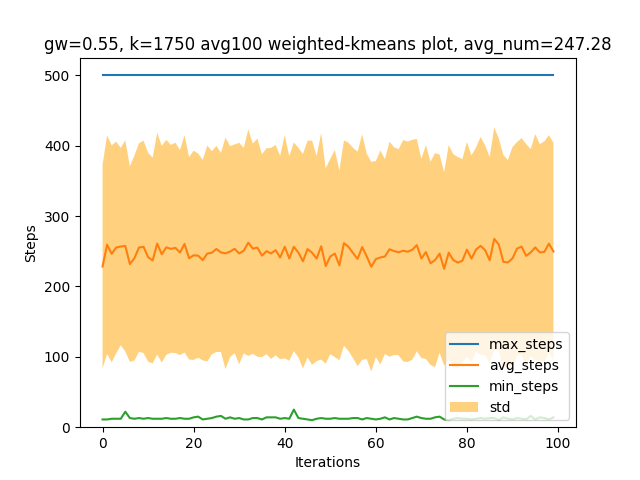 gw=0.55, k=1750 avg100 weighted-kmeans plot, avg_num=247.28
500
400
300
200
100
0
Steps
max_steps
avg_steps
min_steps
std
0
20
40
60
80
100
Iterations